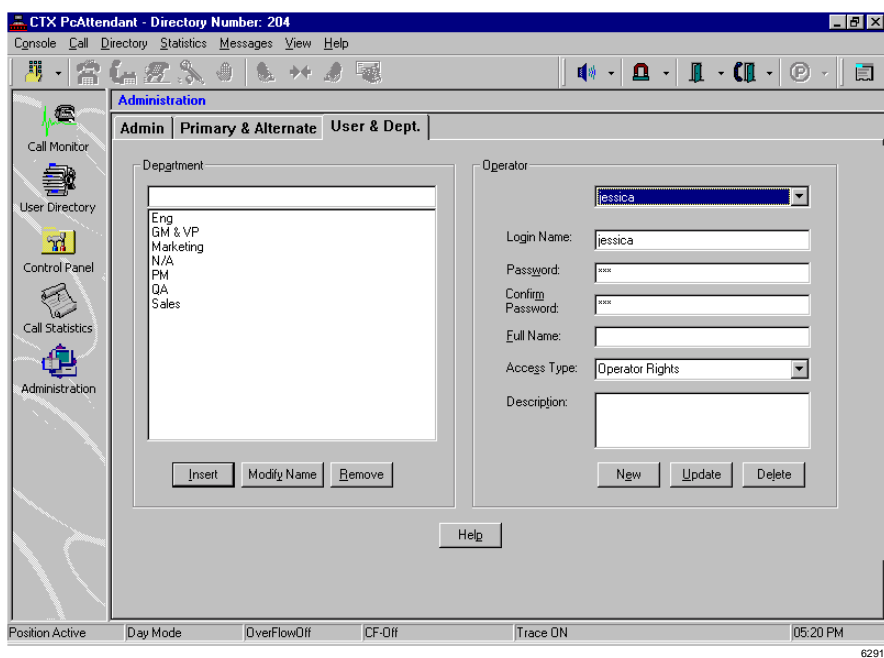 CTX PcAttendant - Directory Number: 204
Console Call Directory Statistics Messages View Help
Administration
Admin Primary & Alternate User & Dept.
Call Monitor
User Directory
Control Panel
Call Statistics
Administration
Department
Eng
GM & VP
Marketing
N/A
PM
QA
Sales
Insert Modify Name Remove
Operator
jessica
Login Name: jessica
Password: ***
Confirm
Password: ***
Full Name:
Access Type: Operator Rights
Description:
New Update Delete
Help
Position Active Day Mode OverFlowOff CF-Off Trace ON 05:20 PM
6291